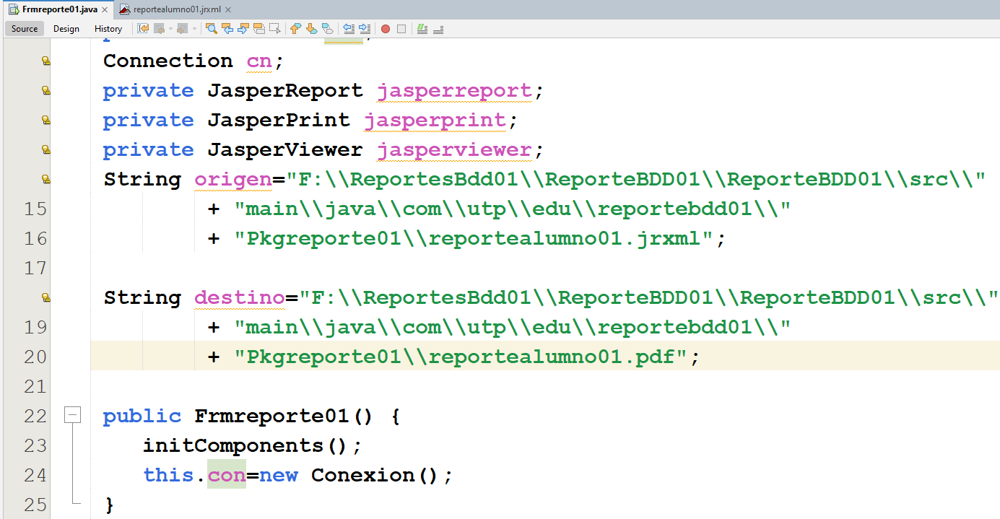 Frmreporte01.java reportealumno01.jrxml
Source Design History
Connection cn;
private JasperReport jasperreport;
private JasperPrint jasperprint;
private JasperViewer jasperviewer;
String origen="F:\\ReportesBdd01\\ReporteBDD01\\ReporteBDD01\\src\\"
15 + "main\\java\\com\\utp\\edu\\reportebdd01\\"
16 + "Pkgreporte01\\reportealumno01.jrxml";
17
String destino="F:\\ReportesBdd01\\ReporteBDD01\\ReporteBDD01\\src\\"
19 + "main\\java\\com\\utp\\edu\\reportebdd01\\"
20 + "Pkgreporte01\\reportealumno01.pdf";
21
22 public Frmreporte01() {
23 initComponents();
24 this.con=new Conexion();
25 }